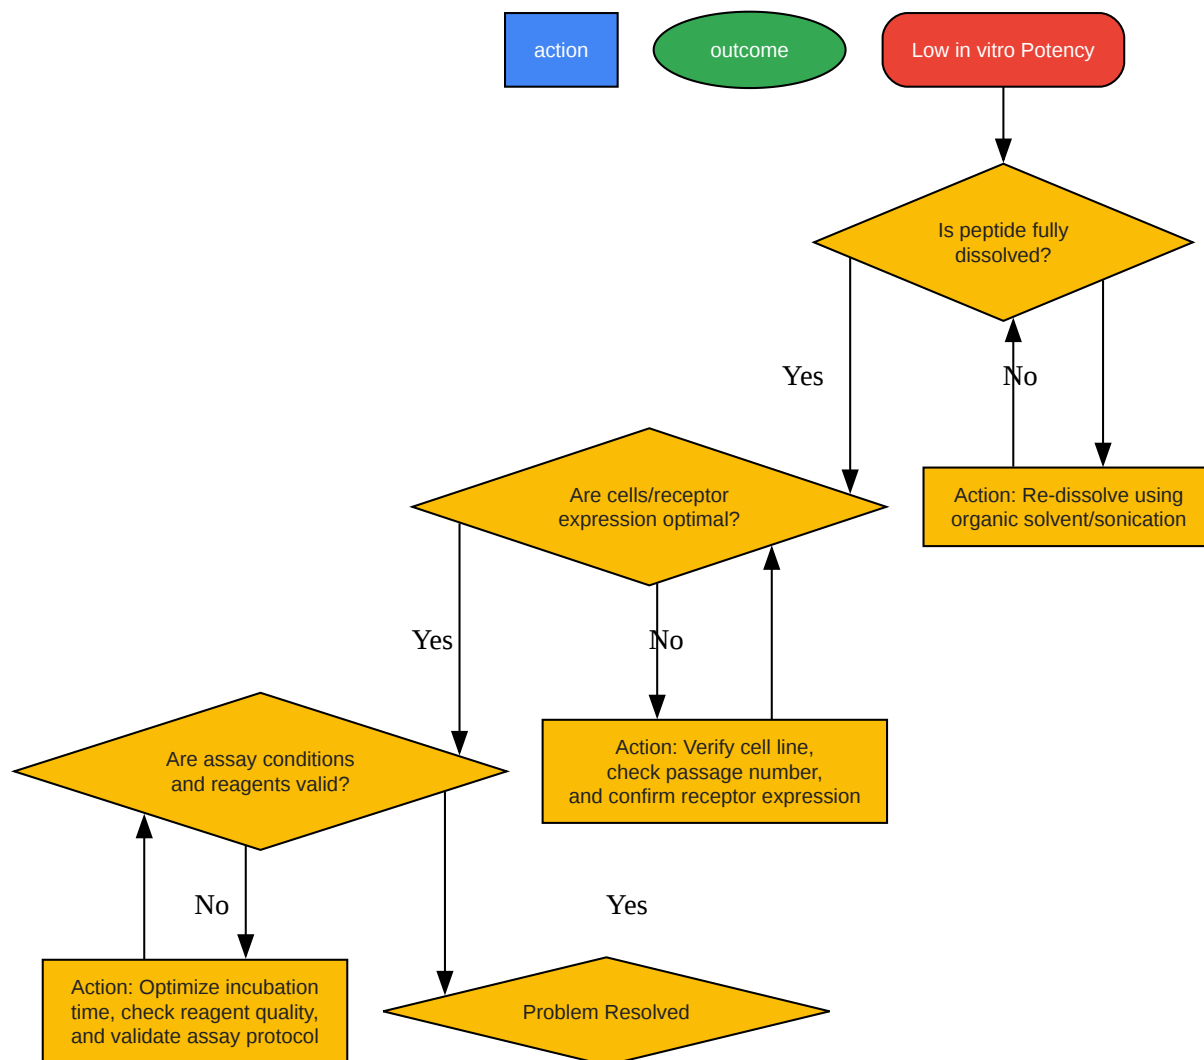 action
outcome
Low in vitro Potency
Is peptide fully
dissolved?
Yes
No
Are cells/receptor
expression optimal?
Action: Re-dissolve using
organic solvent/sonication
Yes
No
Are assay conditions
and reagents valid?
Action: Verify cell line,
check passage number,
and confirm receptor expression
No
Yes
Action: Optimize incubation
time, check reagent quality,
and validate assay protocol
Problem Resolved